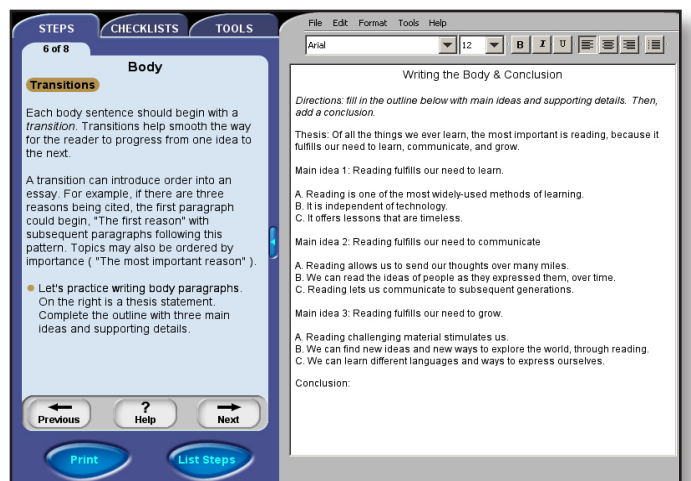 STEPS
CHECKLISTS
TOOLS
6 of 8
Body
Transitions
Each body sentence should begin with a
transition. Transitions help smooth the way
for the reader to progress from one idea to
the next.
A transition can introduce order into an
essay. For example, if there are three
reasons being cited, the first paragraph
could begin, "The first reason" with
subsequent paragraphs following this
pattern. Topics may also be ordered by
importance ( "The most important reason" ).
Let's practice writing body paragraphs.
On the right is a thesis statement.
Complete the outline with three main
ideas and supporting details.
Previous
?
Help
Next
Print
List Steps
File Edit Format Tools Help
Arial 12 B I U
Writing the Body & Conclusion
Directions: fill in the outline below with main ideas and supporting details. Then,
add a conclusion.
Thesis: Of all the things we ever learn, the most important is reading, because it
fulfills our need to learn, communicate, and grow.
Main idea 1: Reading fulfills our need to learn.
A. Reading is one of the most widely-used methods of learning.
B. It is independent of technology.
C. It offers lessons that are timeless.
Main idea 2: Reading fulfills our need to communicate
A. Reading allows us to send our thoughts over many miles.
B. We can read the ideas of people as they expressed them, over time.
C. Reading lets us communicate to subsequent generations.
Main idea 3: Reading fulfills our need to grow.
A. Reading challenging material stimulates us.
B. We can find new ideas and new ways to explore the world, through reading.
C. We can learn different languages and ways to express ourselves.
Conclusion: